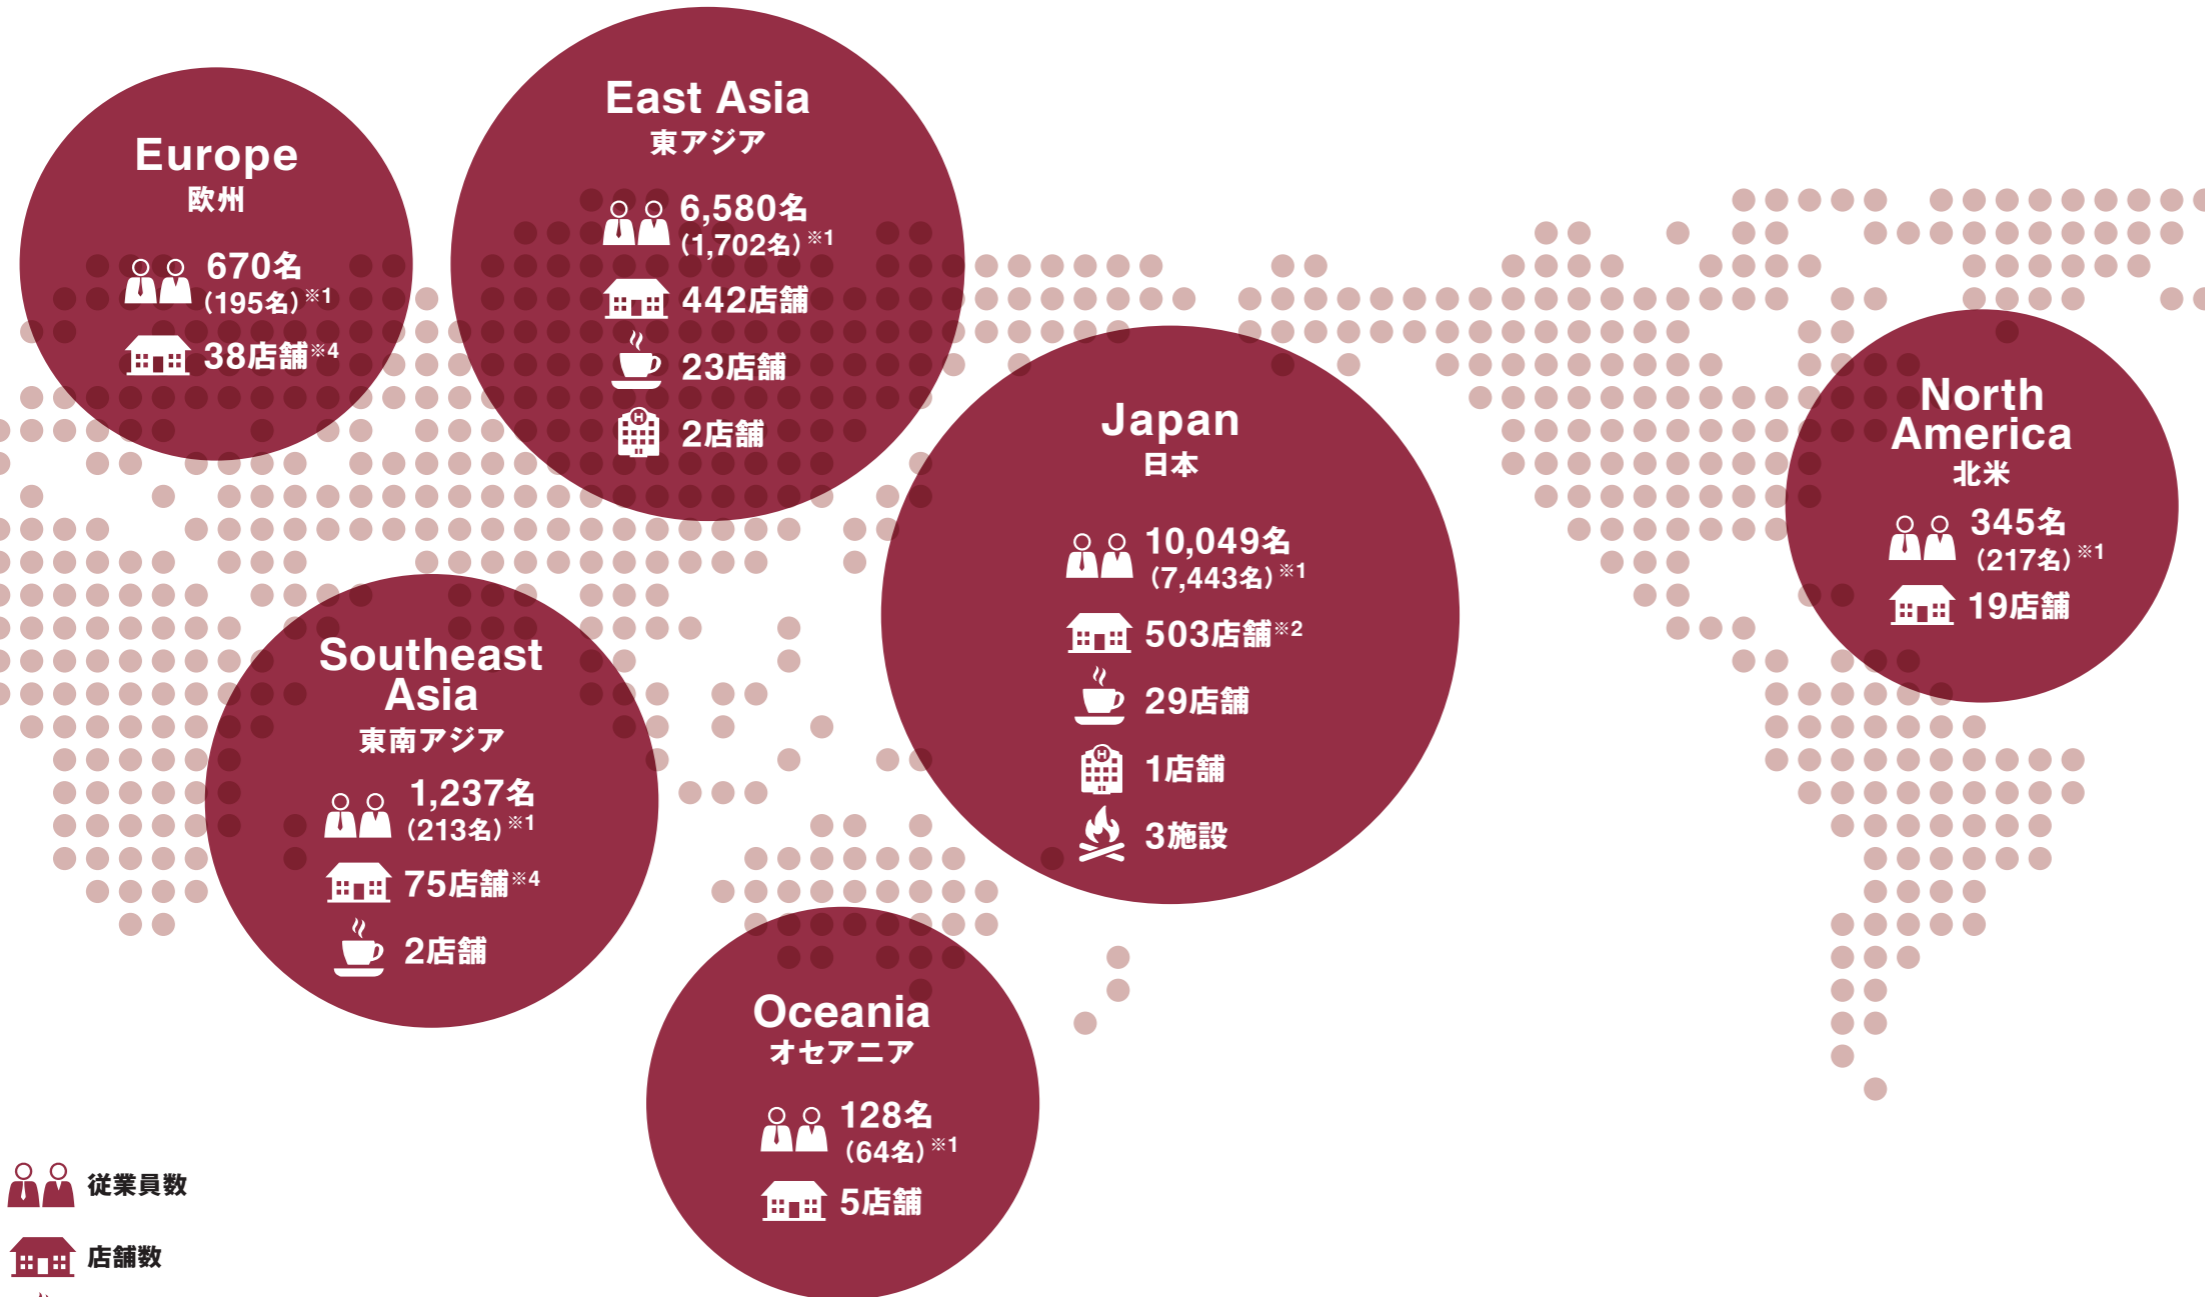 Europe
欧州
670名
(195名)※1
38店舗※4
East Asia
東アジア
6,580名
(1,702名)※1
442店舗
23店舗
H
2店舗
Japan
日本
10,049名
(7,443名)※1
503店舗※2
29店舗
H
1店舗
3施設
North
America
北米
345名
(217名)※1
19店舗
Southeast
Asia
東南アジア
1,237名
(213名)※1
75店舗※4
2店舗
Oceania
オセアニア
128名
(64名)※1
5店舗
従業員数
店舗数